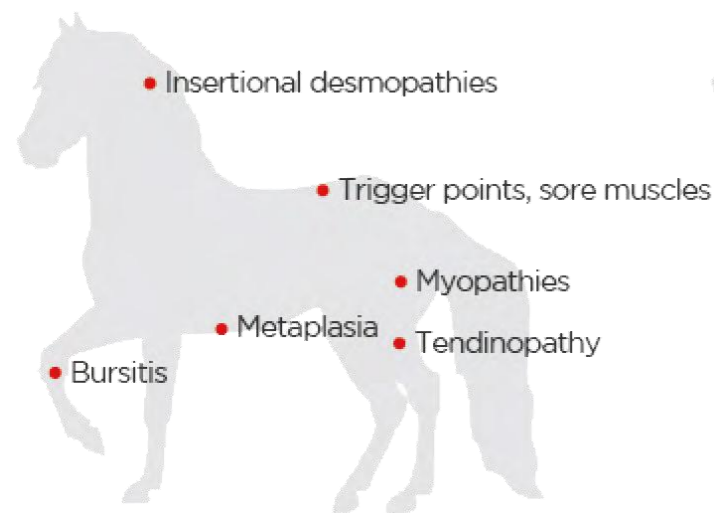 Insertional desmopathies
Trigger points, sore muscles
Myopathies
Metaplasia
Tendinopathy
Bursitis